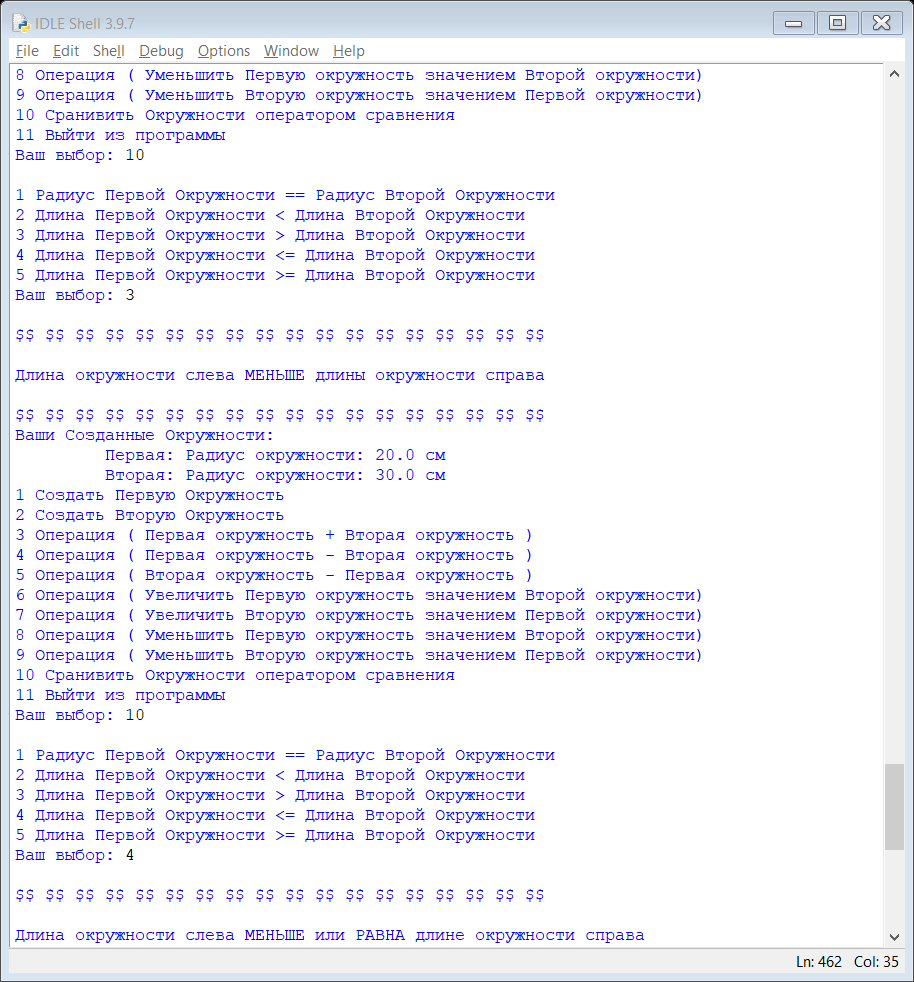 IDLE Shell 3.9.7
File Edit Shell Debug Options Window Help
8 Операция ( Уменьшить Первую окружность значением Второй окружности)
9 Операция ( Уменьшить Вторую окружность значением Первой окружности)
10 Сранивить Окружности оператором сравнения
11 Выйти из программы
Ваш выбор: 10
1 Радиус Первой Окружности == Радиус Второй Окружности
2 Длина Первой Окружности < Длина Второй Окружности
3 Длина Первой Окружности > Длина Второй Окружности
4 Длина Первой Окружности <= Длина Второй Окружности
5 Длина Первой Окружности >= Длина Второй Окружности
Ваш выбор: 3
$$ $$ $$ $$ $$ $$ $$ $$ $$ $$ $$ $$ $$ $$ $$ $$ $$ $$
Длина окружности слева МЕНЬШЕ длины окружности справа
$$ $$ $$ $$ $$ $$ $$ $$ $$ $$ $$ $$ $$ $$ $$ $$ $$ $$
Ваши Созданные Окружности:
Первая: Радиус окружности: 20.0 см
Вторая: Радиус окружности: 30.0 см
1 Создать Первую Окружность
2 Создать Вторую Окружность
3 Операция ( Первая окружность + Вторая окружность )
4 Операция ( Первая окружность - Вторая окружность )
5 Операция ( Вторая окружность - Первая окружность )
6 Операция ( Увеличить Первую окружность значением Второй окружности)
7 Операция ( Увеличить Вторую окружность значением Первой окружности)
8 Операция ( Уменьшить Первую окружность значением Второй окружности)
9 Операция ( Уменьшить Вторую окружность значением Первой окружности)
10 Сранивить Окружности оператором сравнения
11 Выйти из программы
Ваш выбор: 10
1 Радиус Первой Окружности == Радиус Второй Окружности
2 Длина Первой Окружности < Длина Второй Окружности
3 Длина Первой Окружности > Длина Второй Окружности
4 Длина Первой Окружности <= Длина Второй Окружности
5 Длина Первой Окружности >= Длина Второй Окружности
Ваш выбор: 4
$$ $$ $$ $$ $$ $$ $$ $$ $$ $$ $$ $$ $$ $$ $$ $$ $$ $$
Длина окружности слева МЕНЬШЕ или РАВНА длине окружности справа
Ln: 462 Col: 35